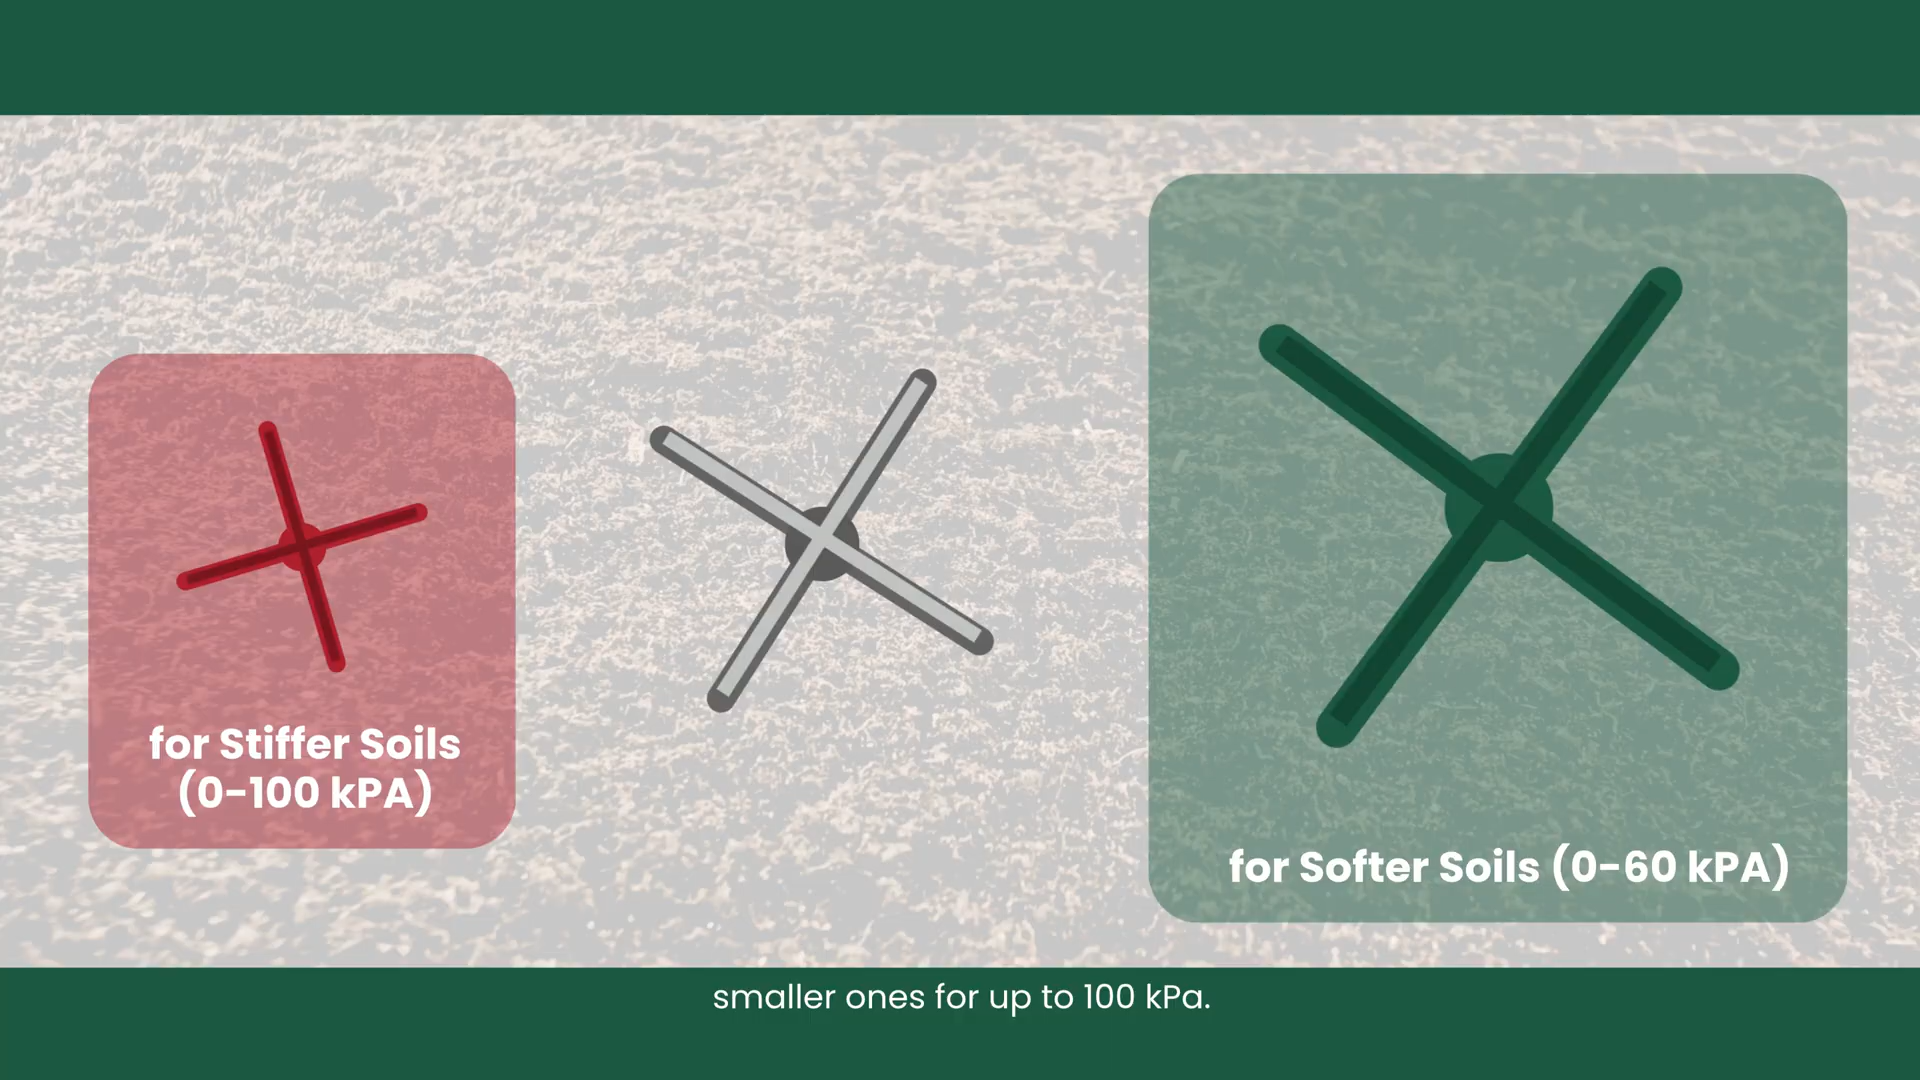 for Stiffer Soils
(0-100 kPA)
for Softer Soils (0-60 kPA)
smaller ones for up to 100 kPa.